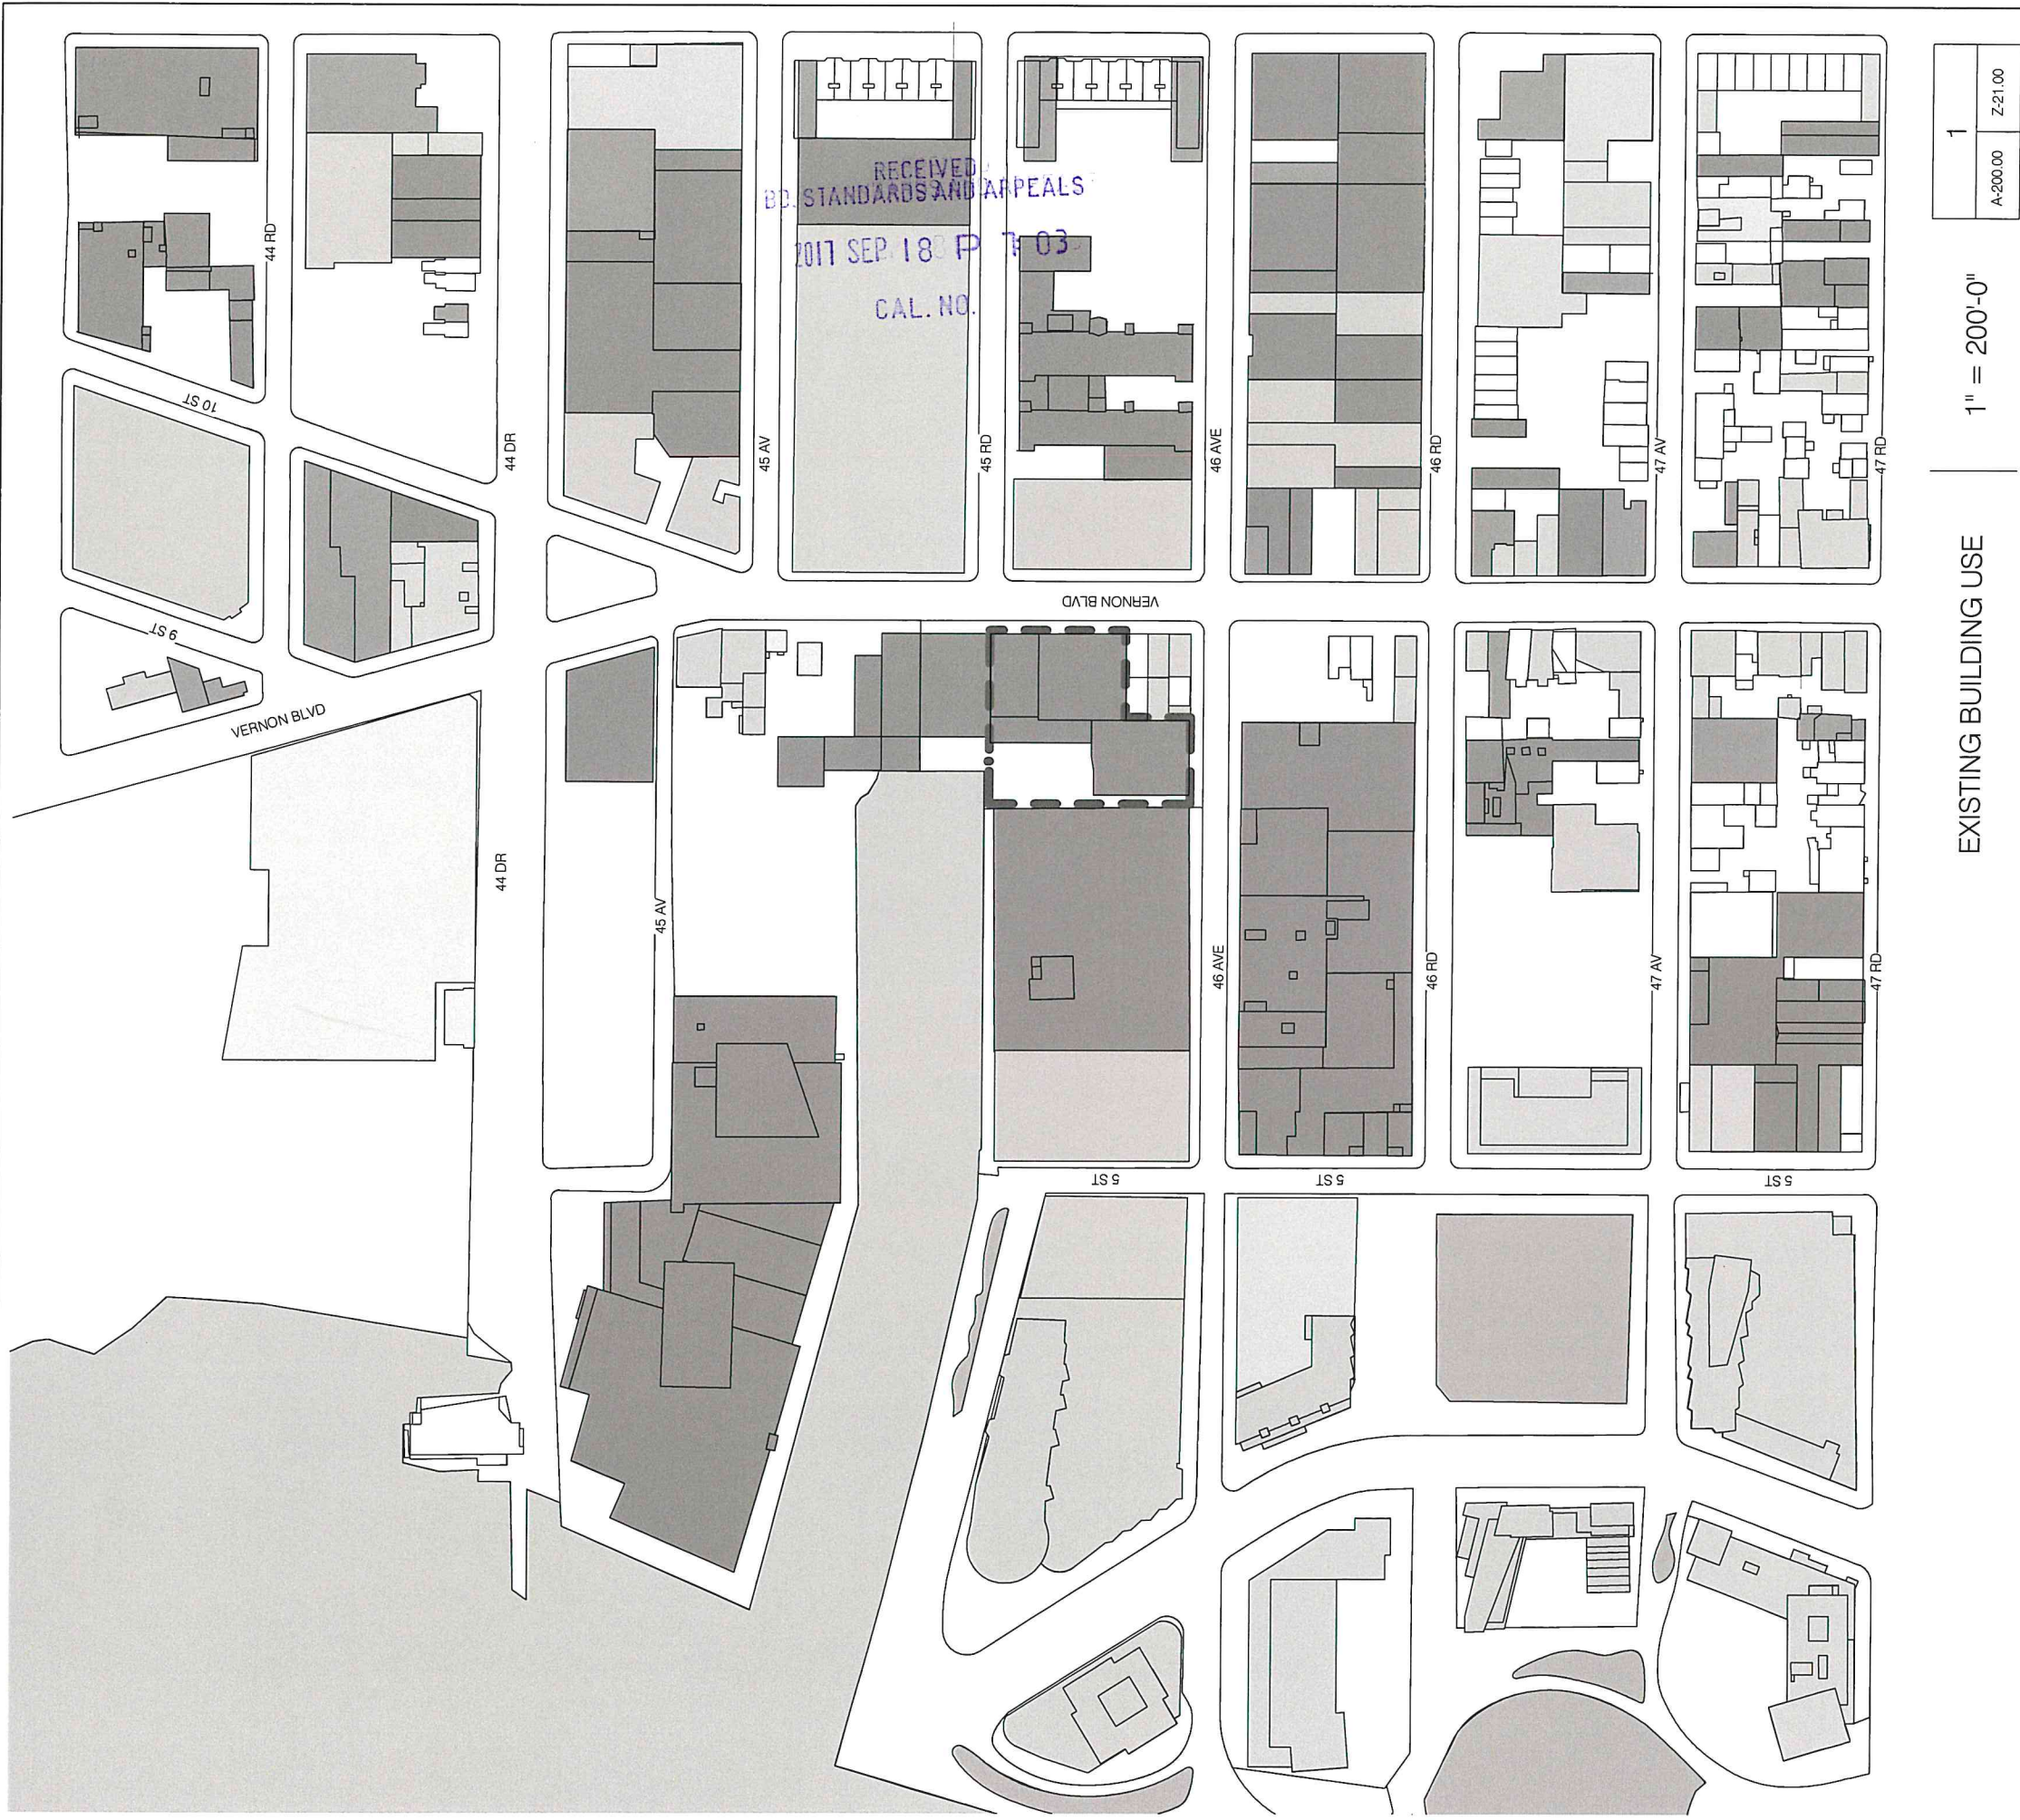 44 RD
10 ST
44 DR
45 AV
45 RD
46 AVE
46 RD
47 AV
47 RD
RECEIVED
BD. STANDARDS AND APPEALS
2017 SEP 18 P 7: 03
CAL. NO.
9 ST
VERNON BLVD
VERNON BLVD
44 DR
45 AV
46 AVE
46 RD
47 AV
47 RD
5 ST
5 ST
5 ST
EXISTING BUILDING USE
1" = 200'-0"
1
A-200.00
Z-21.00